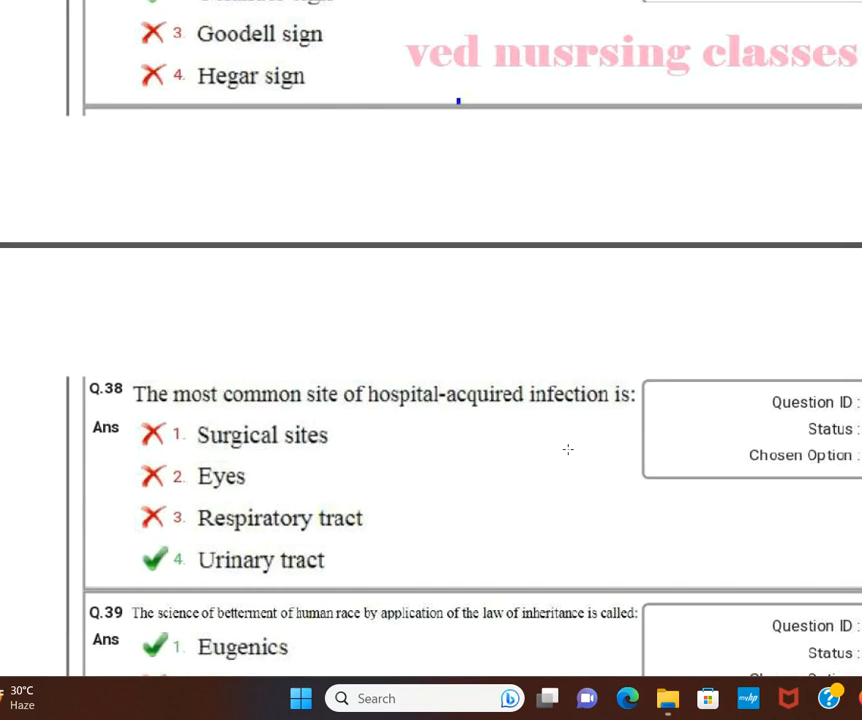 3. Goodell sign
ved nusrsing classes
4. Hegar sign
Q.38 The most common site of hospital-acquired infection is:
Question ID :
Ans 1. Surgical sites
Status :
Chosen Option :
2. Eyes
3. Respiratory tract
4. Urinary tract
Q.39 The science of betterment of human race by application of the law of inheritance is called:
Question ID :
Ans 1. Eugenics
Status :
30°C
Haze
Search
myhp